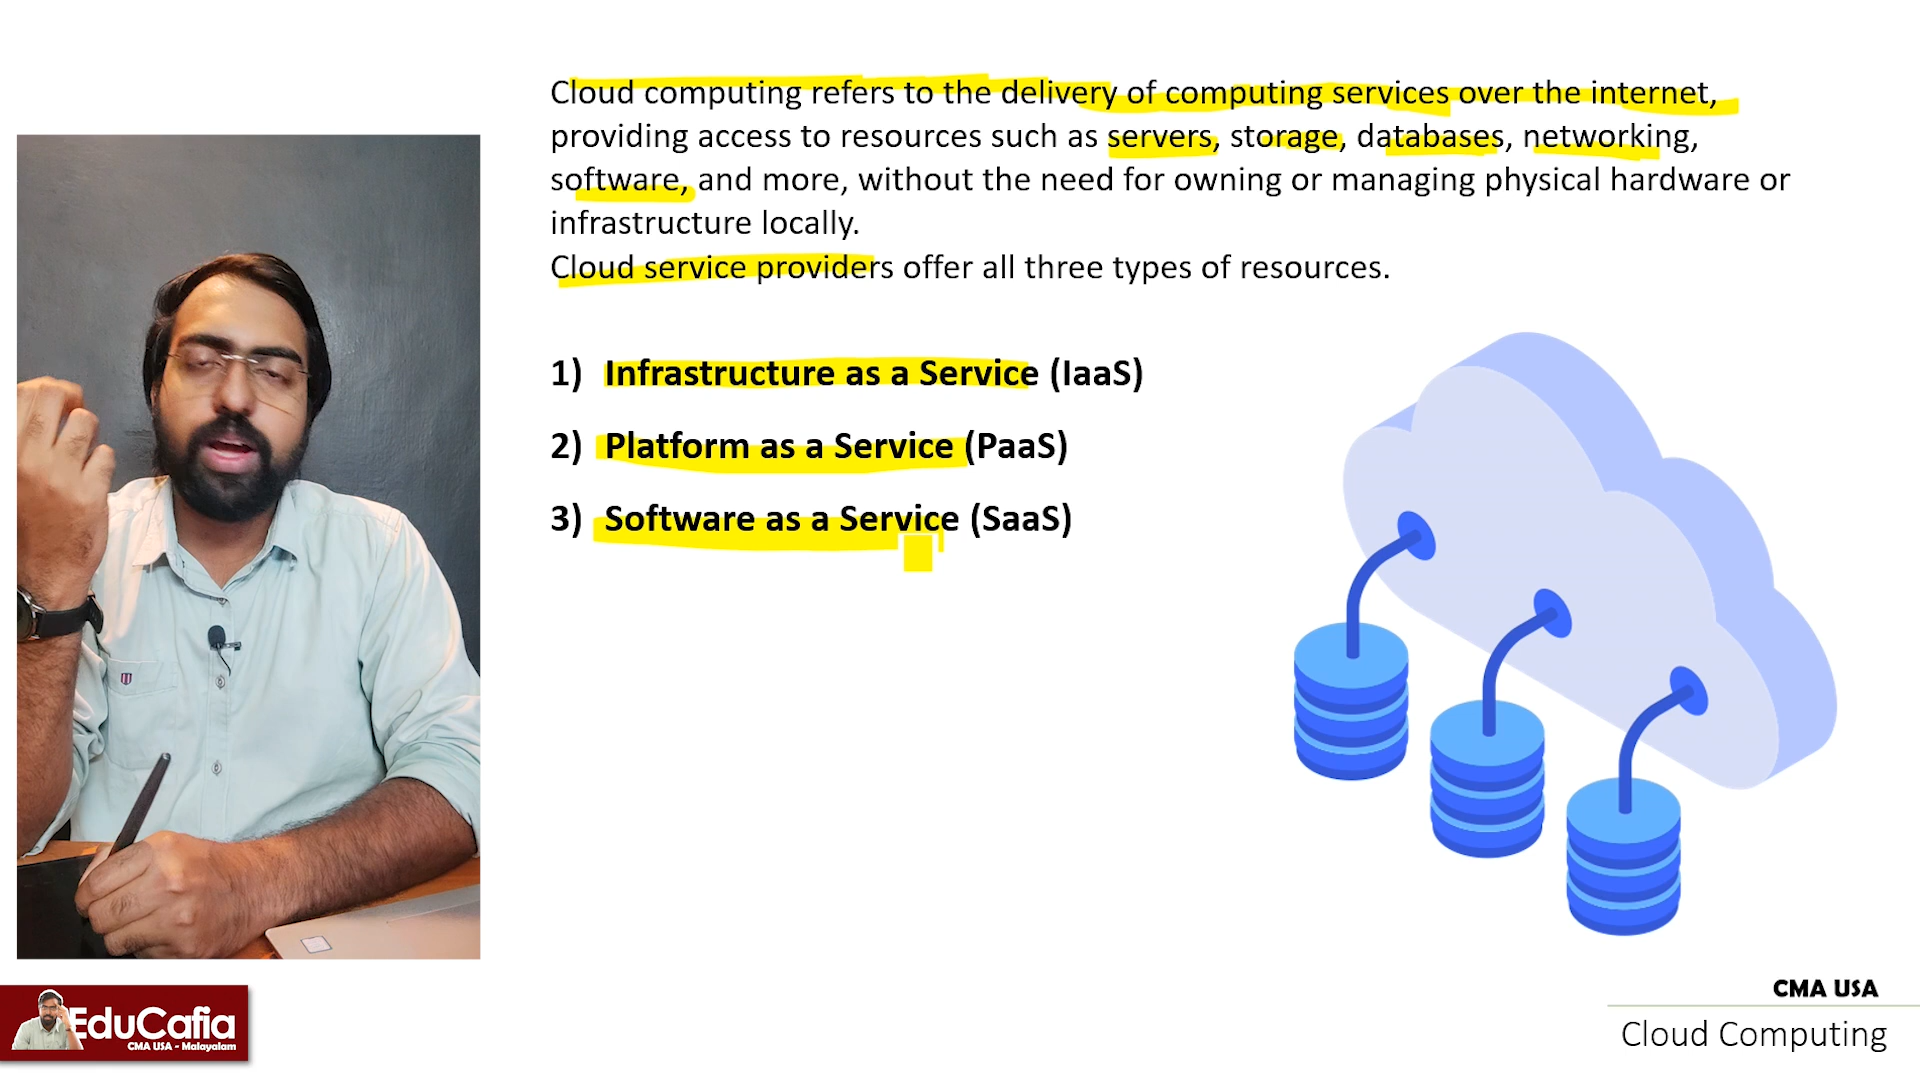 Cloud computing refers to the delivery of computing services over the internet,
providing access to resources such as servers, storage, databases, networking,
software, and more, without the need for owning or managing physical hardware or
infrastructure locally.
Cloud service providers offer all three types of resources.
1) Infrastructure as a Service (IaaS)
2) Platform as a Service (PaaS)
3) Software as a Service (SaaS)
EduCafia
CMA USA - Malayalam
CMA USA
Cloud Computing